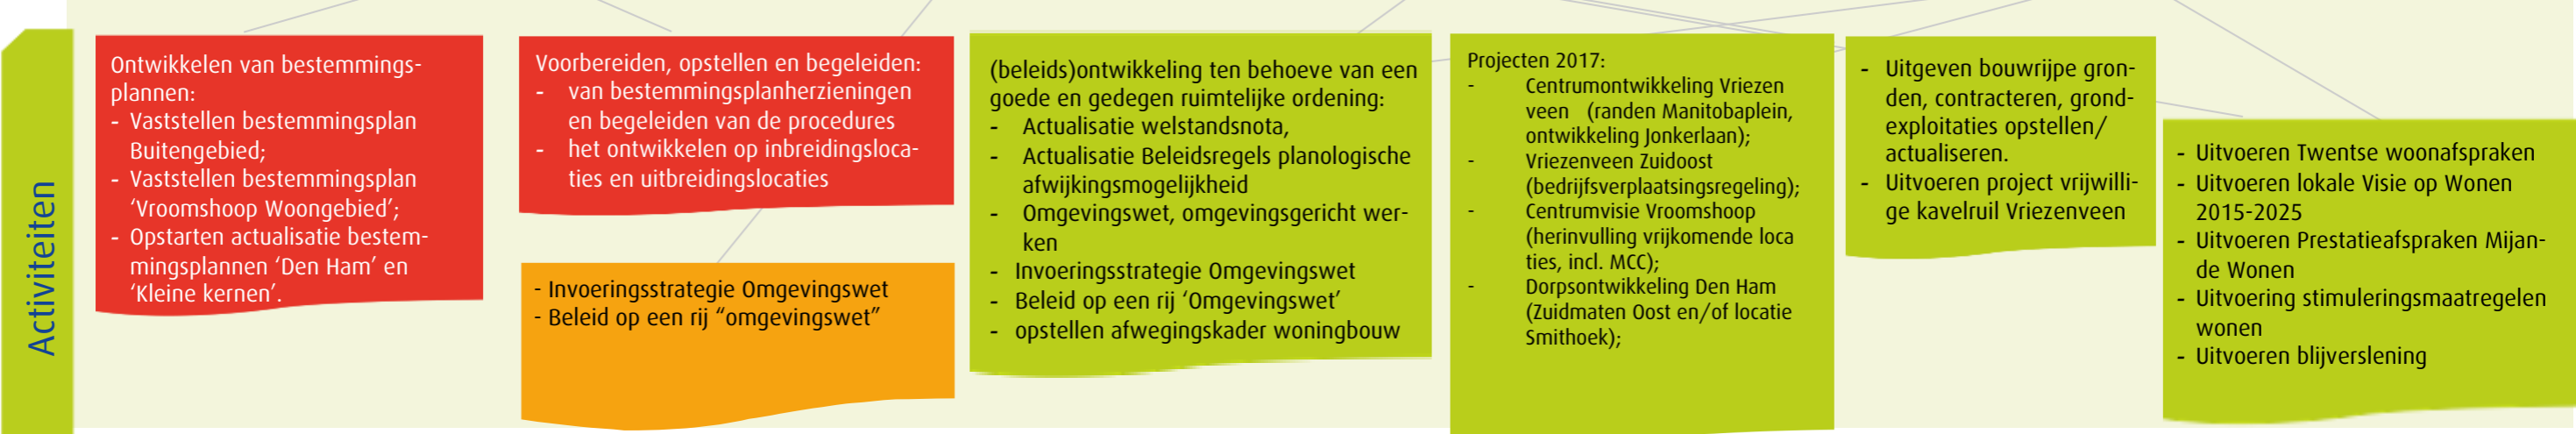 Activiteiten
Ontwikkelen van bestemmings-
plannen:
- Vaststellen bestemmingsplan
Buitengebied;
- Vaststellen bestemmingsplan
‘Vroomshoop Woongebied’;
- Opstarten actualisatie bestem-
mingsplannen ‘Den Ham’ en
‘Kleine kernen’.
Voorbereiden, opstellen en begeleiden:
- van bestemmingsplanherzieningen
en begeleiden van de procedures
- het ontwikkelen op inbreidingsloca-
ties en uitbreidingslocaties
- Invoeringsstrategie Omgevingswet
- Beleid op een rij “omgevingswet”
(beleids)ontwikkeling ten behoeve van een
goede en gedegen ruimtelijke ordening:
- Actualisatie welstandsnota,
- Actualisatie Beleidsregels planologische
afwijkingsmogelijkheid
- Omgevingswet, omgevingsgericht wer-
ken
- Invoeringsstrategie Omgevingswet
- Beleid op een rij ‘Omgevingswet’
- opstellen afwegingskader woningbouw
Projecten 2017:
- Centrumontwikkeling Vriezen
veen (randen Manitobaplein,
ontwikkeling Jonkerlaan);
- Vriezenveen Zuidoost
(bedrijfsverplaatsingsregeling);
- Centrumvisie Vroomshoop
(herinvulling vrijkomende loca
ties, incl. MCC);
- Dorpsontwikkeling Den Ham
(Zuidmaten Oost en/of locatie
Smithoek);
- Uitgeven bouwrijpe gron-
den, contracteren, grond-
exploitaties opstellen/
actualiseren.
- Uitvoeren project vrijwilli-
ge kavelruil Vriezenveen
- Uitvoeren Twentse woonafspraken
- Uitvoeren lokale Visie op Wonen
2015-2025
- Uitvoeren Prestatieafspraken Mijan-
de Wonen
- Uitvoering stimuleringsmaatregelen
wonen
- Uitvoeren blijverslening